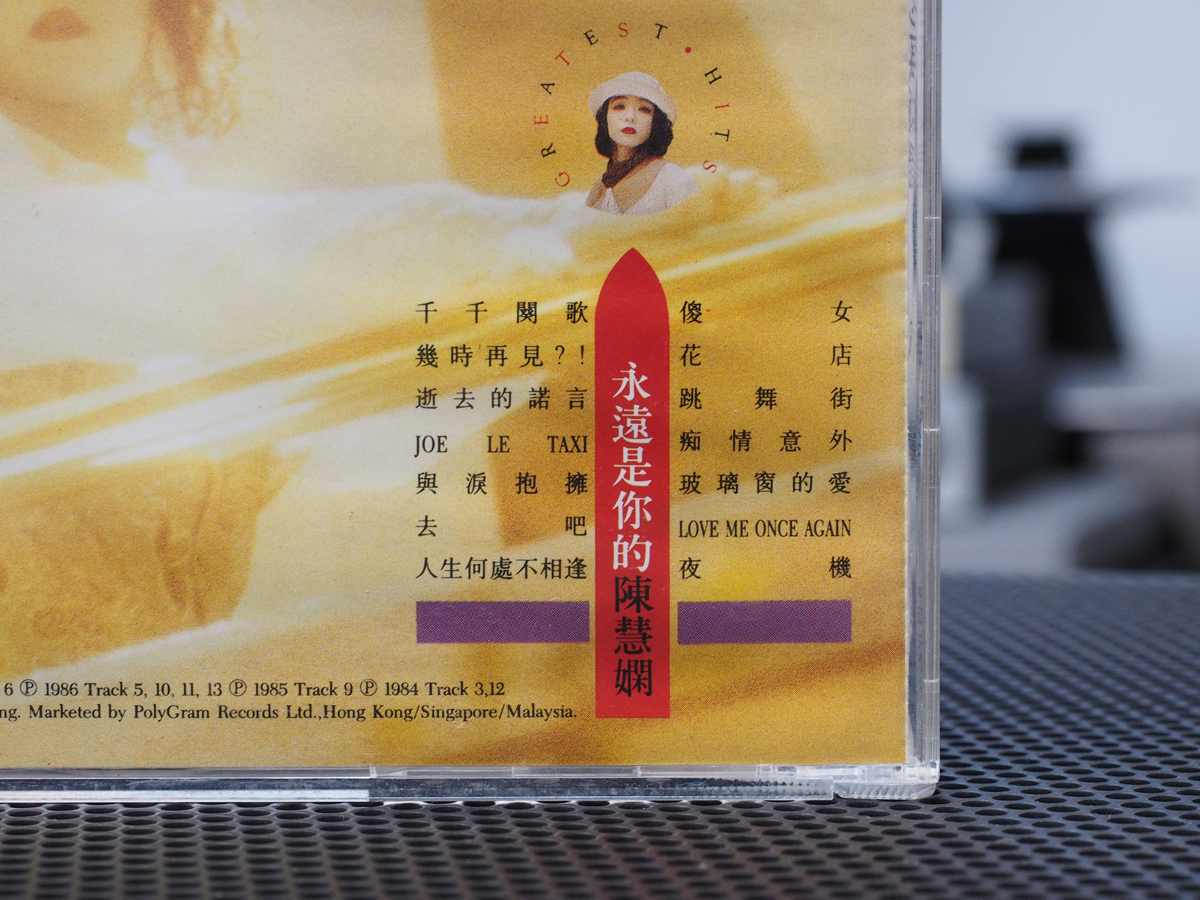 GREATEST • HITS
千千闋歌
幾時再見?!
逝去的諾言
JOE LE TAXI
與淚抱擁
去吧
人生何處不相逢
永遠是你的陳慧嫻
傻女
花店
跳舞街
痴情意外
玻璃窗的愛
LOVE ME ONCE AGAIN
夜機
6 Ⓟ 1986 Track 5, 10, 11, 13 Ⓟ 1985 Track 9 Ⓟ 1984 Track 3,12
ng. Marketed by PolyGram Records Ltd.,Hong Kong/Singapore/Malaysia.